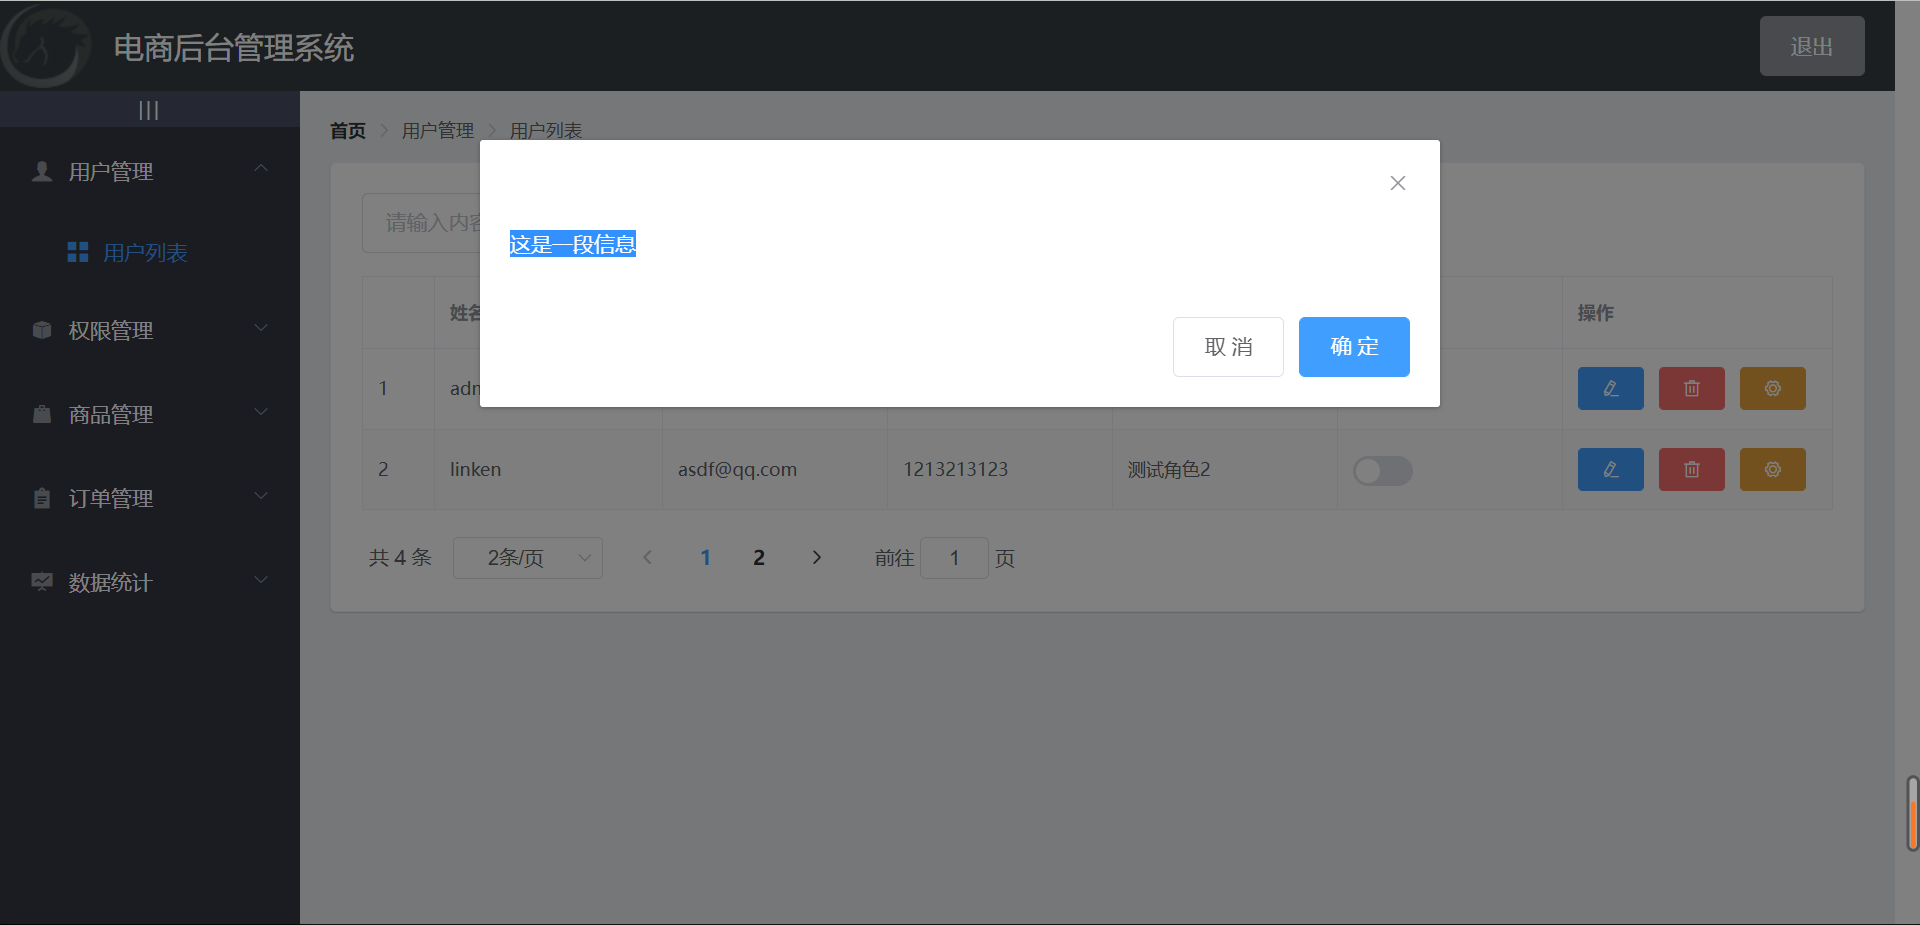 电商后台管理系统
退出
|||
用户管理
用户列表
权限管理
商品管理
订单管理
数据统计
首页 > 用户管理 > 用户列表
请输入内容
这是一段信息
取 消 确 定
姓名 操作
1 adm
2 linken asdf@qq.com 1213213123 测试角色2
共 4 条 2条/页 < 1 2 > 前往 1 页